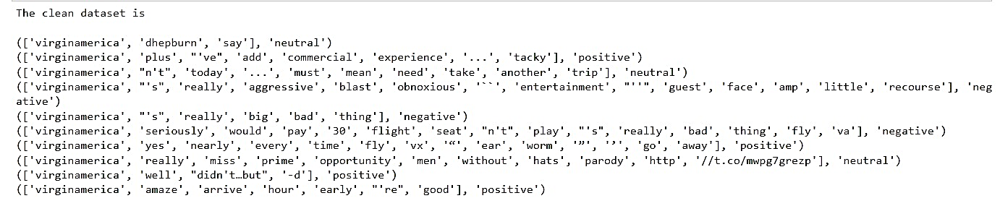 The clean dataset is
(['virginamerica', 'dhepburn', 'say'], 'neutral')
(['virginamerica', 'plus', "'ve", 'add', 'commercial', 'experience', '...', 'tacky'], 'positive')
(['virginamerica', "n't", 'today', '...', 'must', 'mean', 'need', 'take', 'another', 'trip'], 'neutral')
(['virginamerica', "'s", 'really', 'aggressive', 'blast', 'obnoxious', '``', 'entertainment', "''", 'guest', 'face', 'amp', 'little', 'recourse'], 'neg
ative')
(['virginamerica', "'s", 'really', 'big', 'bad', 'thing'], 'negative')
(['virginamerica', 'seriously', 'would', 'pay', '30', 'flight', 'seat', "n't", 'play', "'s", 'really', 'bad', 'thing', 'fly', 'va'], 'negative')
(['virginamerica', 'yes', 'nearly', 'every', 'time', 'fly', 'vx', '“', 'ear', 'worm', '”', '’', 'go', 'away'], 'positive')
(['virginamerica', 'really', 'miss', 'prime', 'opportunity', 'men', 'without', 'hats', 'parody', 'http', '//t.co/mwpg7grezp'], 'neutral')
(['virginamerica', 'well', "didn't…but", '-d'], 'positive')
(['virginamerica', 'amaze', 'arrive', 'hour', 'early', "'re", 'good'], 'positive')